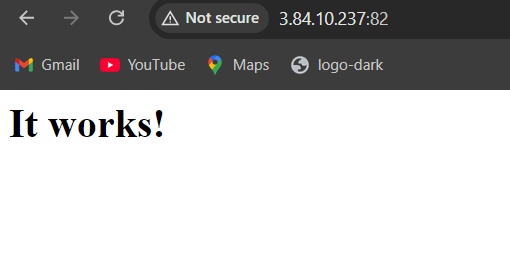 Not secure 3.84.10.237:82
Gmail YouTube Maps logo-dark
It works!